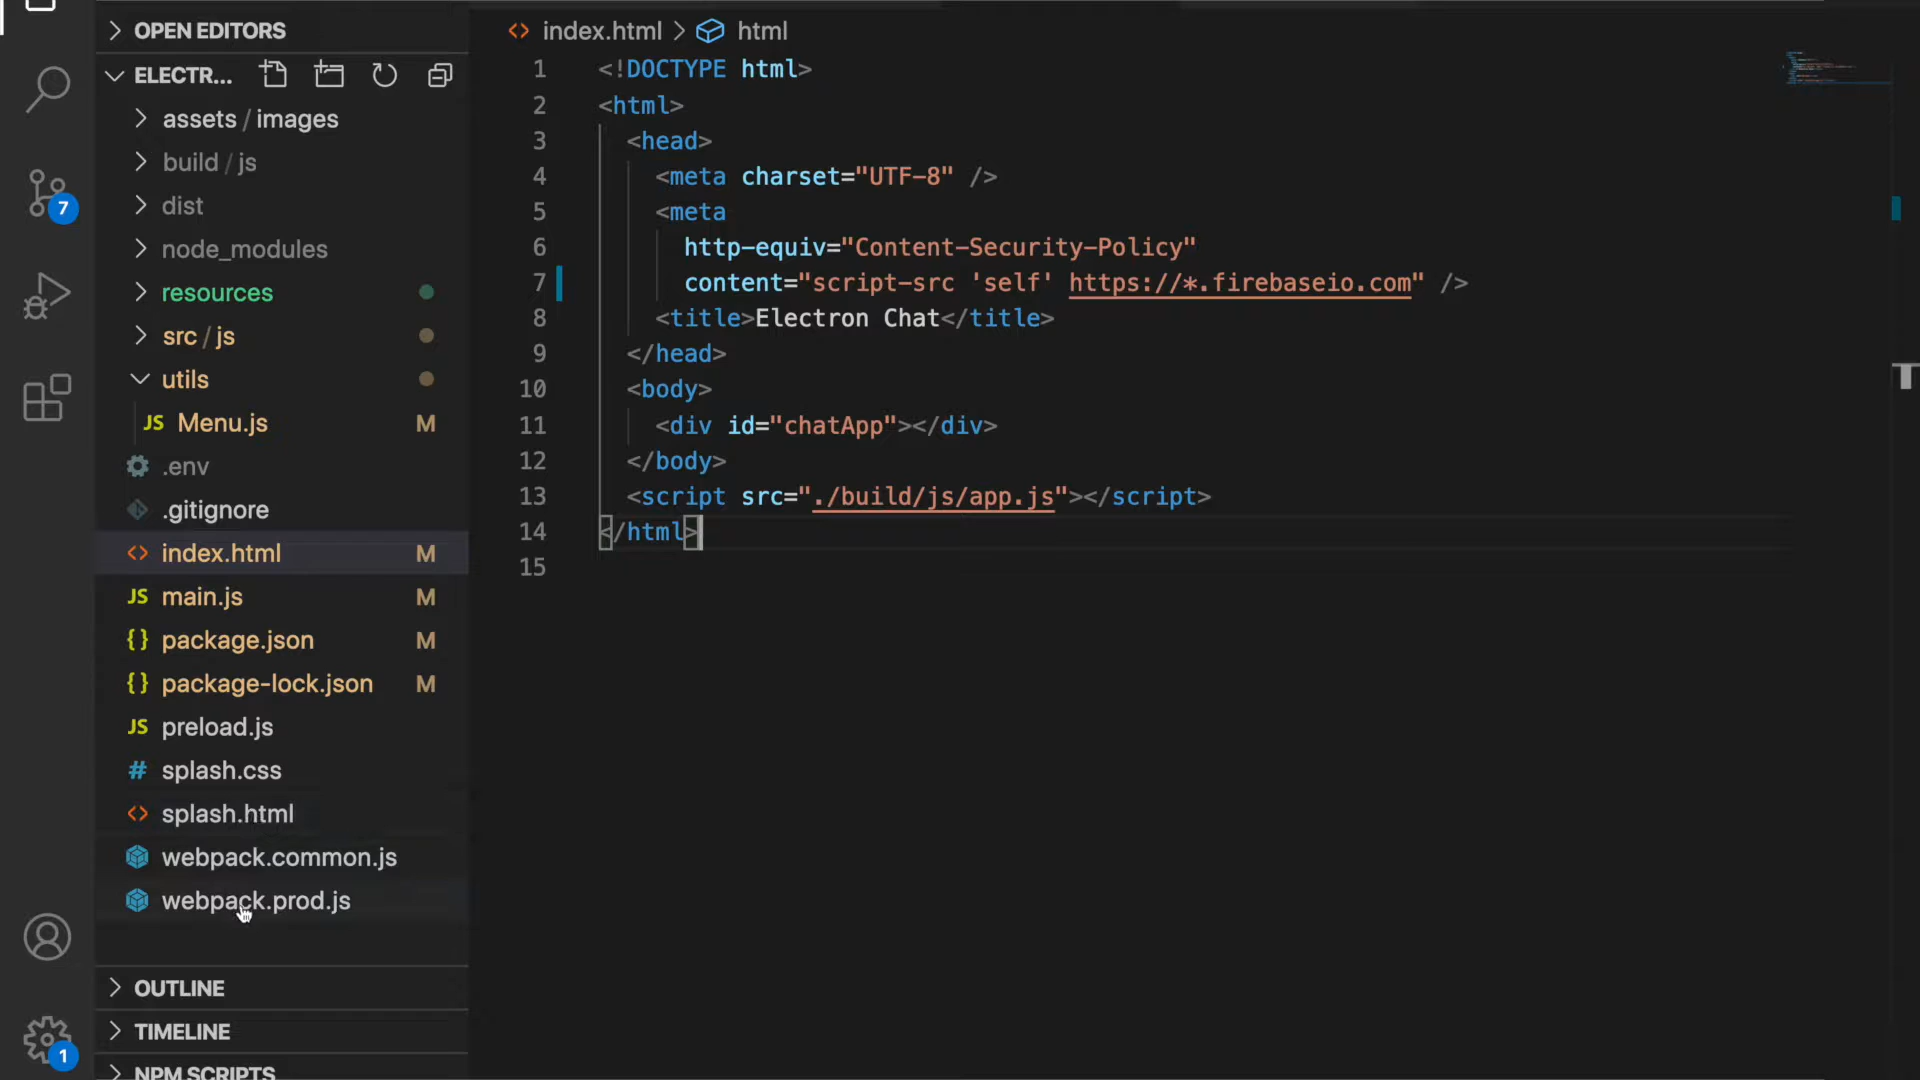 OPEN EDITORS
ELECTR...
assets / images
build / js
dist
node_modules
resources
src / js
utils
JS Menu.js M
.env
.gitignore
<> index.html M
JS main.js M
{} package.json M
{} package-lock.json M
JS preload.js
# splash.css
<> splash.html
webpack.common.js
webpack.prod.js
OUTLINE
TIMELINE
NPM SCRIPTS
7
1
<> index.html > html
1 <!DOCTYPE html>
2 <html>
3 <head>
4 <meta charset="UTF-8" />
5 <meta
6 http-equiv="Content-Security-Policy"
7 content="script-src 'self' https://*.firebaseio.com" />
8 <title>Electron Chat</title>
9 </head>
10 <body>
11 <div id="chatApp"></div>
12 </body>
13 <script src="./build/js/app.js"></script>
14 </html>
15